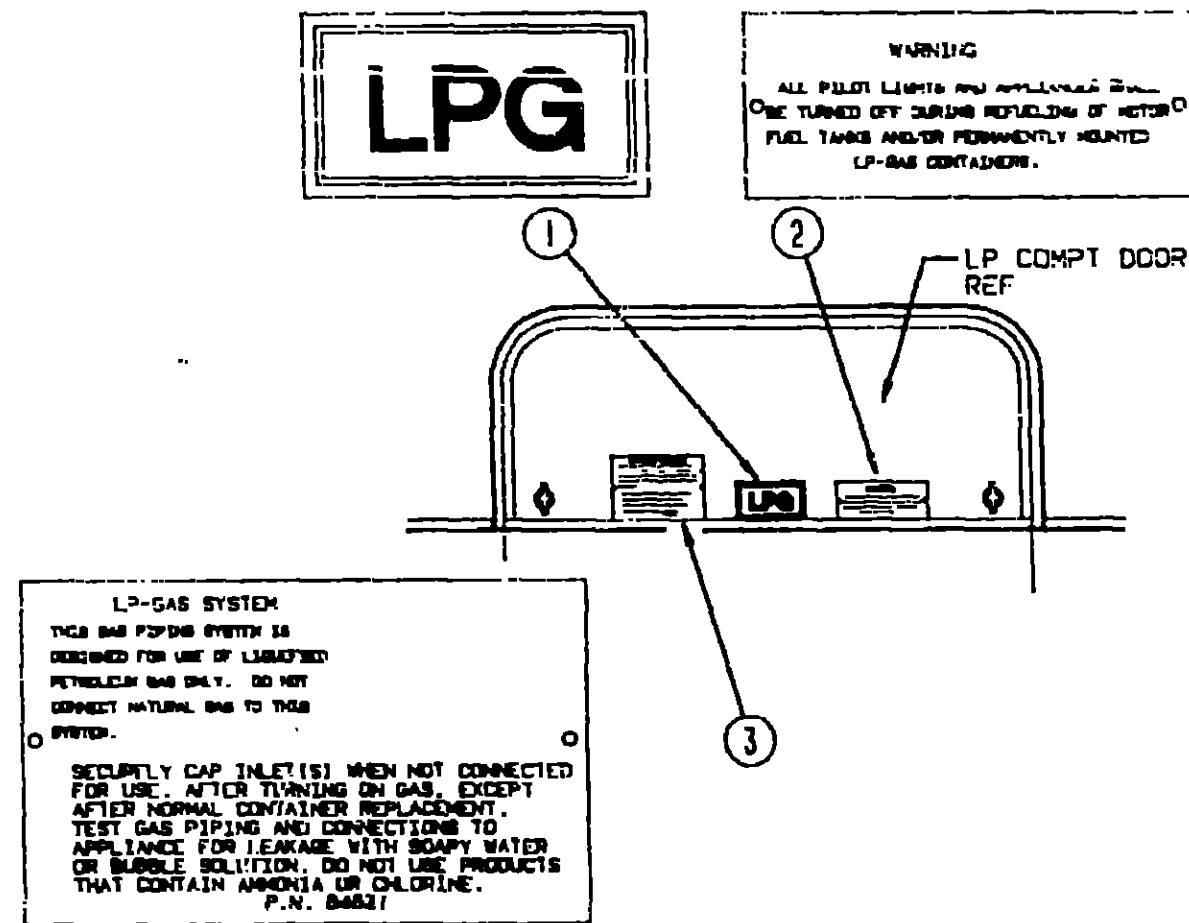 LPG
WARNING
ALL PILOT LIGHTS AND APPLIANCES SHALL
BE TURNED OFF DURING REFUELING OF MOTOR
FUEL TANKS AND/OR PERMANENTLY MOUNTED
LP-GAS CONTAINERS.
1
2
LP COMPT DOOR
REF
LPG
LP-GAS SYSTEM
THIS GAS PIPING SYSTEM IS
DESIGNED FOR USE OF LIQUEFIED
PETROLEUM GAS ONLY. DO NOT
CONNECT NATURAL GAS TO THIS
SYSTEM.
3
SECURELY CAP INLET(S) WHEN NOT CONNECTED
FOR USE. AFTER TURNING ON GAS, EXCEPT
AFTER NORMAL CONTAINER REPLACEMENT.
TEST GAS PIPING AND CONNECTIONS TO
APPLIANCE FOR LEAKAGE WITH SOAPY WATER
OR BUBBLE SOLUTION. DO NOT USE PRODUCTS
THAT CONTAIN AMMONIA OR CHLORINE.
P.N.